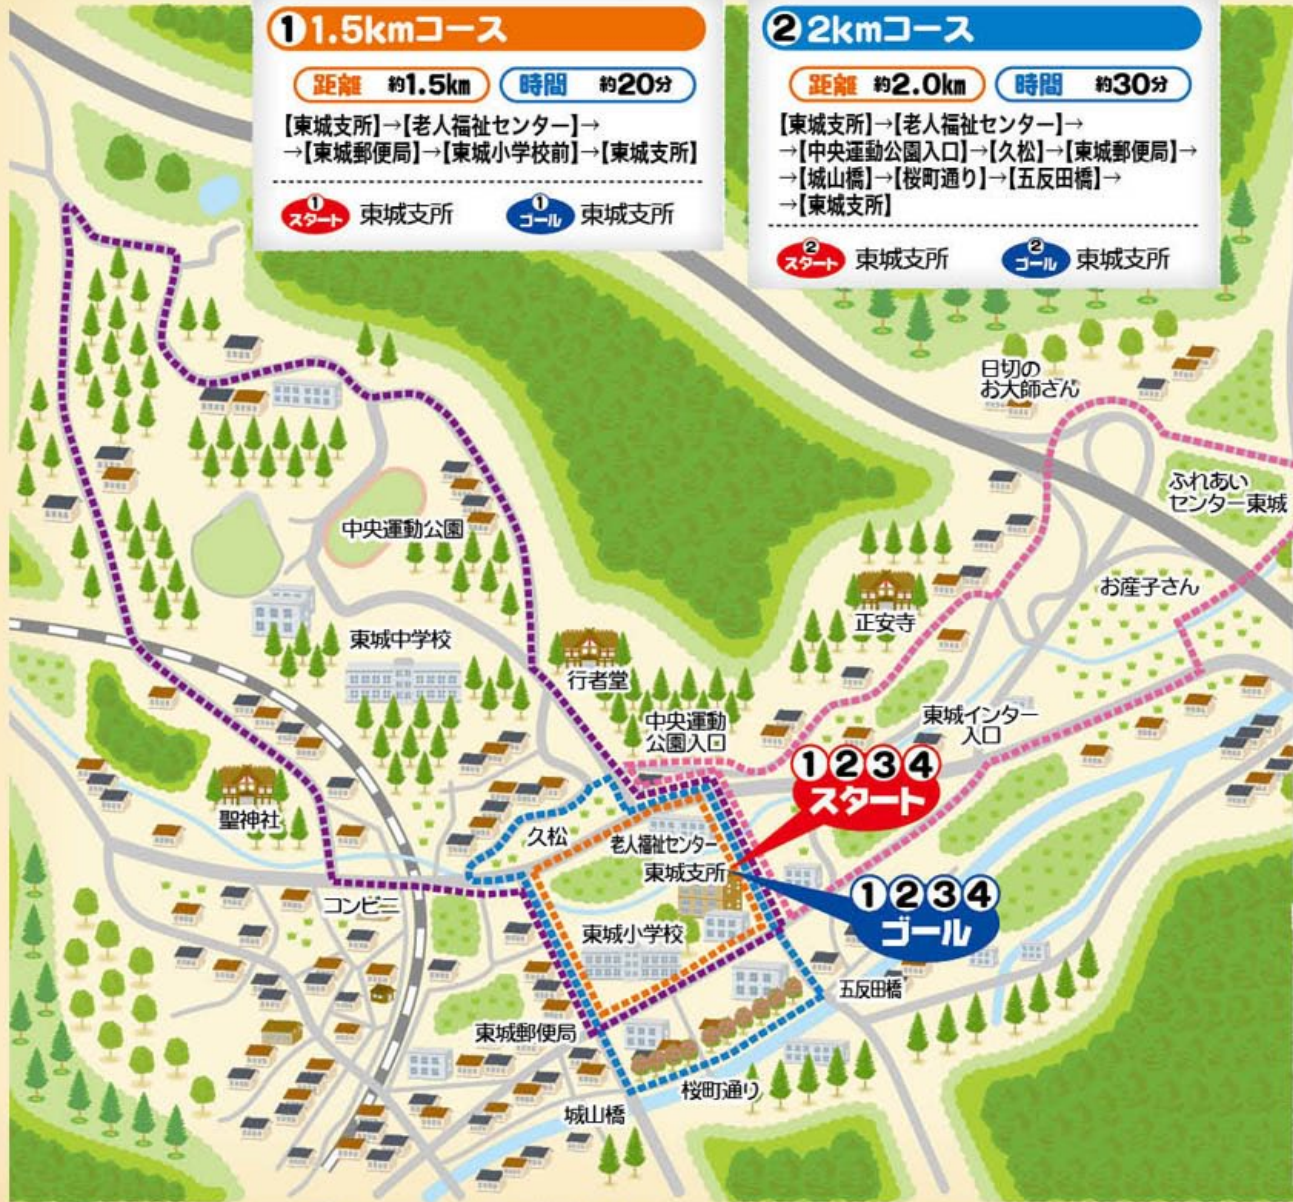 ① 1.5kmコース
距離 約1.5km 時間 約20分
【東城支所】→【老人福祉センター】→
→【東城郵便局】→【東城小学校前】→【東城支所】
①スタート 東城支所 ①ゴール 東城支所
② 2kmコース
距離 約2.0km 時間 約30分
【東城支所】→【老人福祉センター】→
→【中央運動公園入口】→【久松】→【東城郵便局】→
→【城山橋】→【桜町通り】→【五反田橋】→
→【東城支所】
②スタート 東城支所 ②ゴール 東城支所
日切の
お大師さん
ふれあい
センター東城
中央運動公園
お産子さん
正安寺
東城中学校
行者堂
中央運動
公園入口
東城インター
入口
①②③④
スタート
聖神社
久松
老人福祉センター
東城支所
①②③④
ゴール
コンビニ
東城小学校
五反田橋
東城郵便局
桜町通り
城山橋